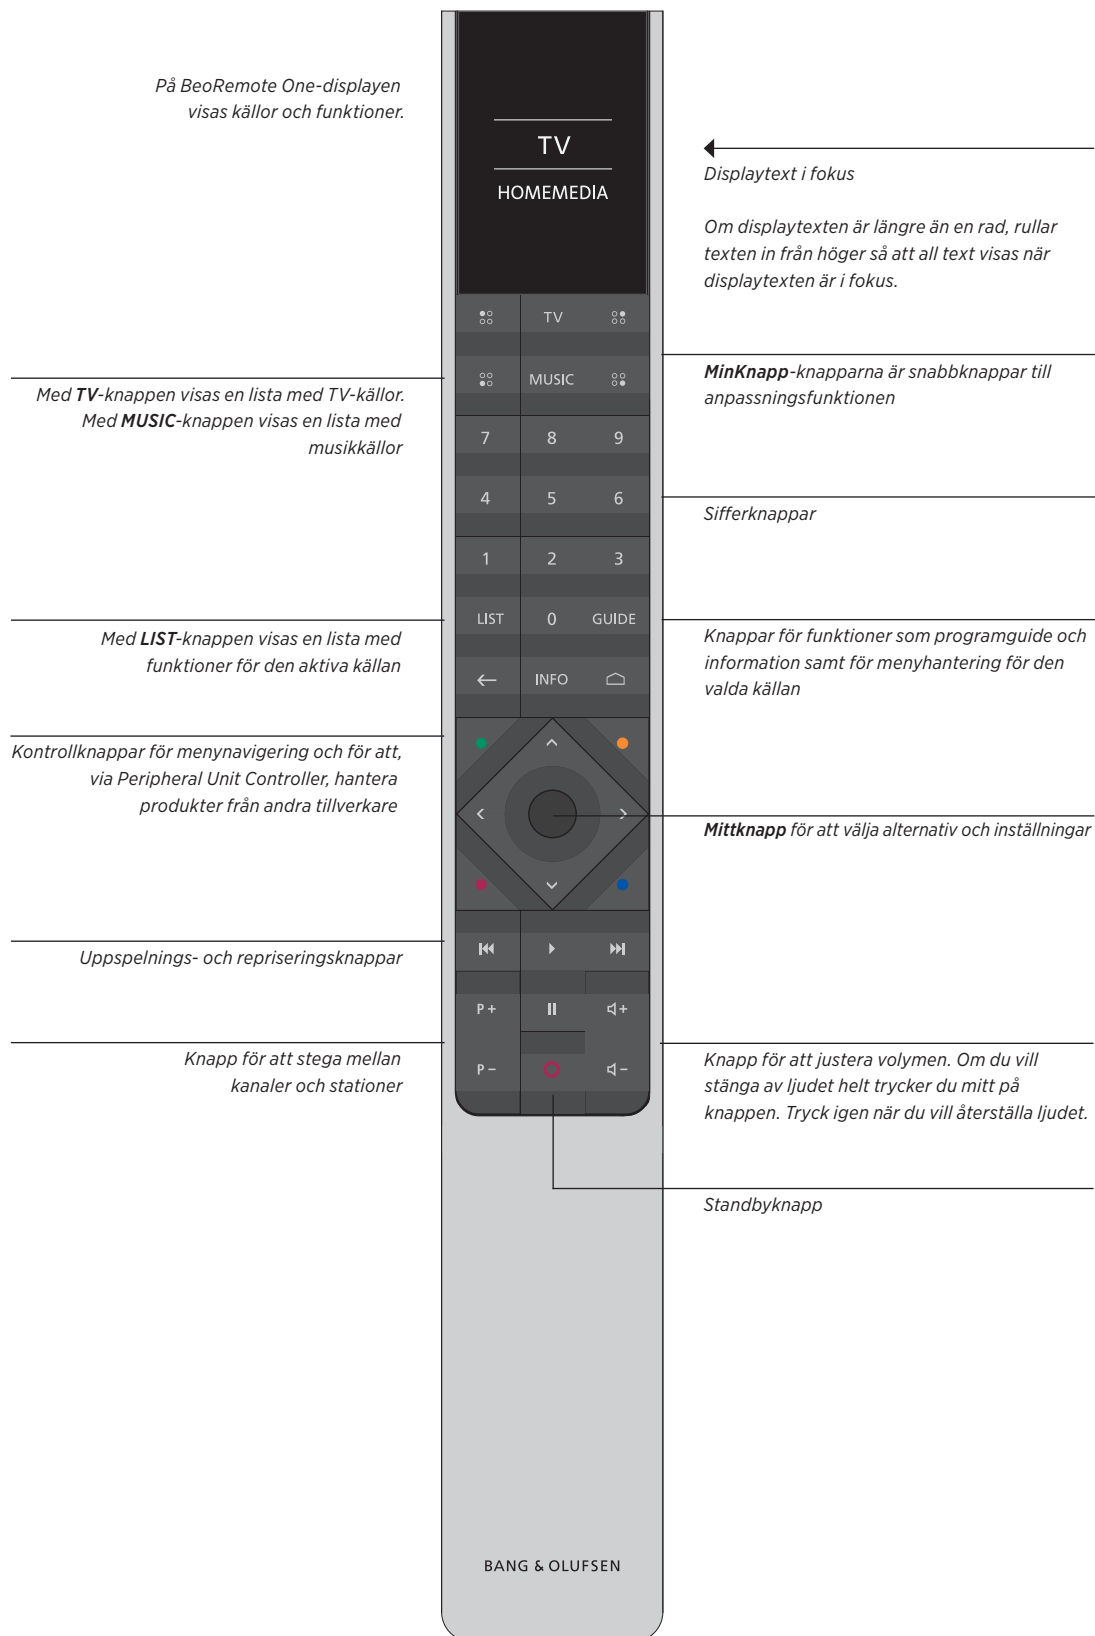 På BeoRemote One-displayen
visas källor och funktioner.
TV
HOMEMEDIA
Displaytext i fokus
Om displaytexten är längre än en rad, rullar
texten in från höger så att all text visas när
displaytexten är i fokus.
TV
MUSIC
MinKnapp-knapparna är snabbknappar till
anpassningsfunktionen
Med TV-knappen visas en lista med TV-källor.
Med MUSIC-knappen visas en lista med
musikkällor
7 8 9
4 5 6
Sifferknappar
1 2 3
LIST 0 GUIDE
Med LIST-knappen visas en lista med
funktioner för den aktiva källan
Knappar för funktioner som programguide och
information samt för menyhantering för den
valda källan
INFO
Kontrollknappar för menynavigering och för att,
via Peripheral Unit Controller, hantera
produkter från andra tillverkare
Mittknapp för att välja alternativ och inställningar
Uppspelnings- och repriseringsknappar
P+ +
P– –
Knapp för att stega mellan
kanaler och stationer
Knapp för att justera volymen. Om du vill
stänga av ljudet helt trycker du mitt på
knappen. Tryck igen när du vill återställa ljudet.
Standbyknapp
BANG & OLUFSEN